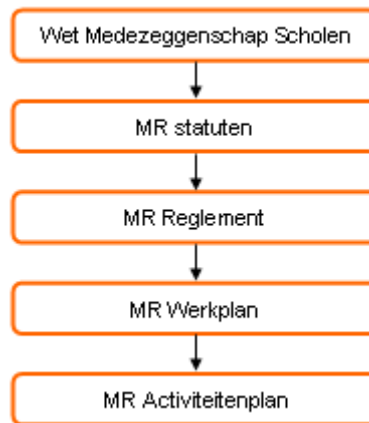 Wet Medezeggenschap Scholen
MR statuten
MR Reglement
MR Werkplan
MR Activiteitenplan